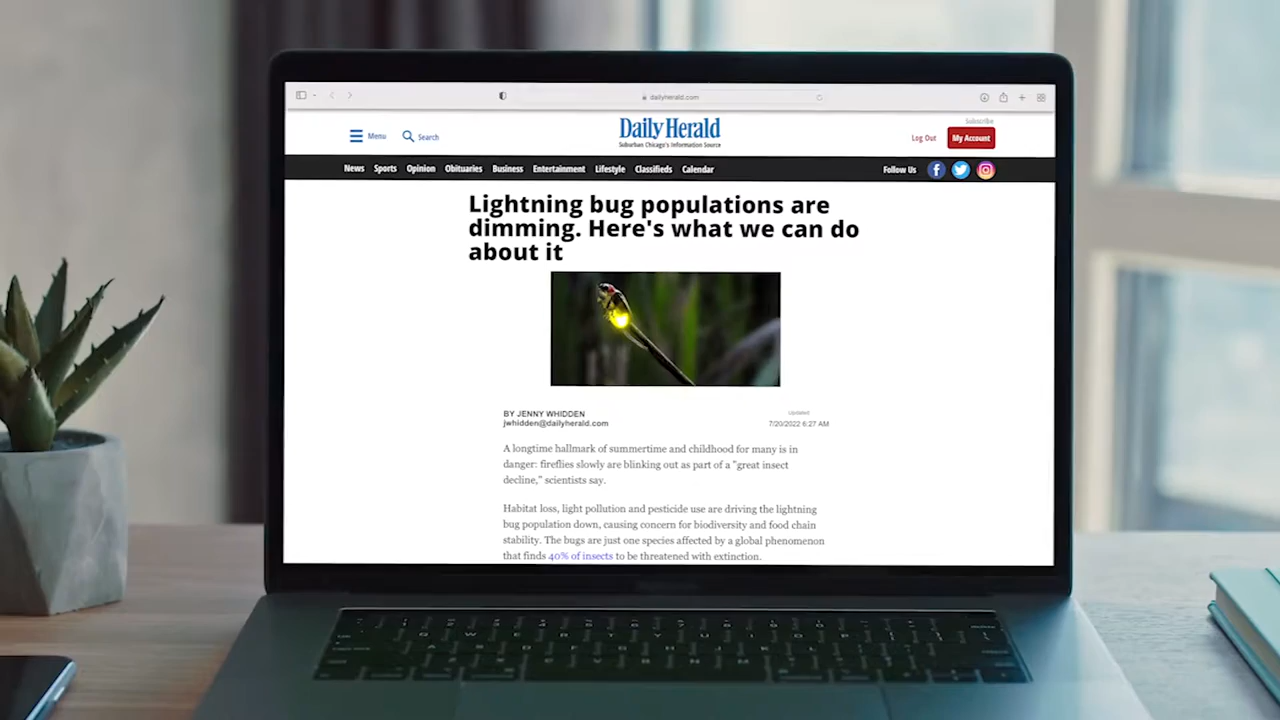 dailyherald.com
Subscribe
Menu
Search
Daily Herald
Suburban Chicago's Information Source
Log Out
My Account
News Sports Opinion Obituaries Business Entertainment Lifestyle Classifieds Calendar
Follow Us
Lightning bug populations are
dimming. Here's what we can do
about it
BY JENNY WHIDDEN
jwhidden@dailyherald.com
Updated
7/20/2022 6:27 AM
A longtime hallmark of summertime and childhood for many is in
danger: fireflies slowly are blinking out as part of a "great insect
decline," scientists say.
Habitat loss, light pollution and pesticide use are driving the lightning
bug population down, causing concern for biodiversity and food chain
stability. The bugs are just one species affected by a global phenomenon
that finds 40% of insects to be threatened with extinction.